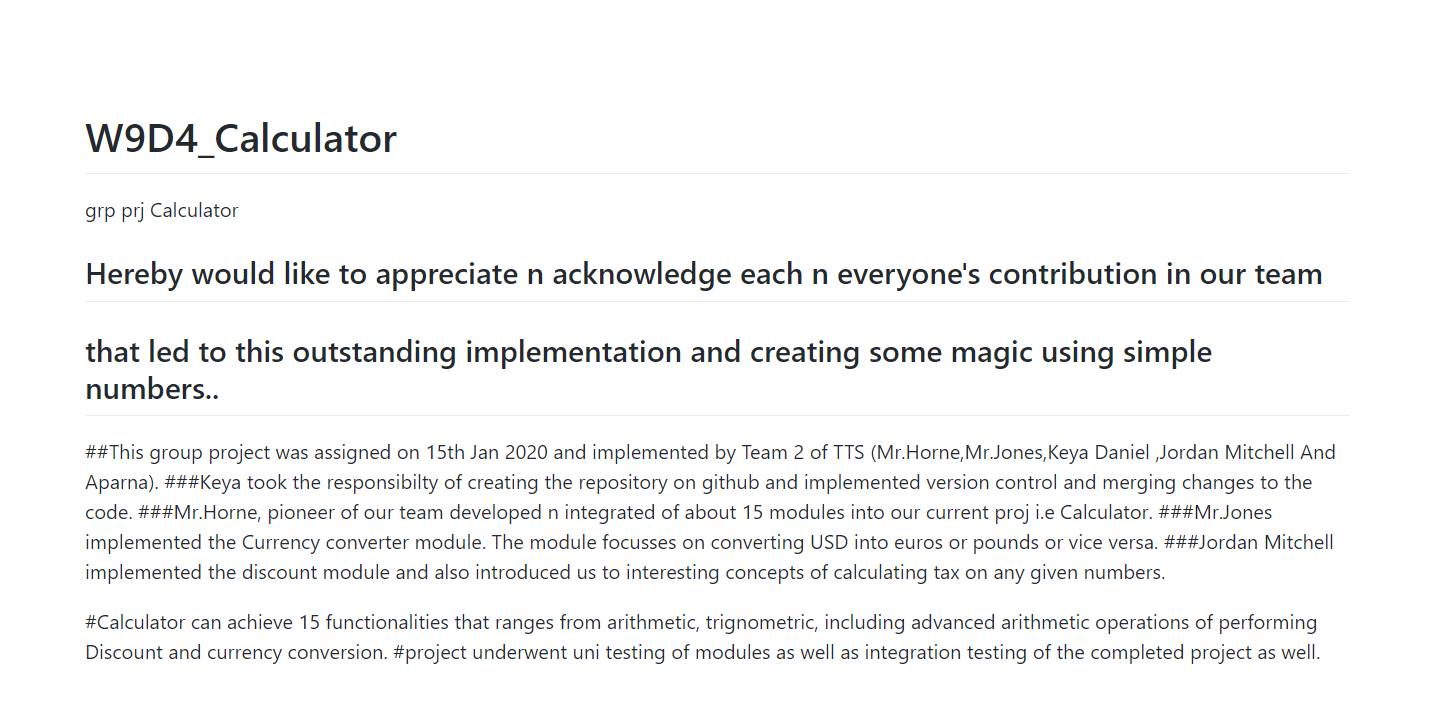 W9D4_Calculator
grp prj Calculator
Hereby would like to appreciate n acknowledge each n everyone's contribution in our team
that led to this outstanding implementation and creating some magic using simple
numbers..
##This group project was assigned on 15th Jan 2020 and implemented by Team 2 of TTS (Mr.Horne,Mr.Jones,Keya Daniel ,Jordan Mitchell And
Aparna). ###Keya took the responsibilty of creating the repository on github and implemented version control and merging changes to the
code. ###Mr.Horne, pioneer of our team developed n integrated of about 15 modules into our current proj i.e Calculator. ###Mr.Jones
implemented the Currency converter module. The module focusses on converting USD into euros or pounds or vice versa. ###Jordan Mitchell
implemented the discount module and also introduced us to interesting concepts of calculating tax on any given numbers.
#Calculator can achieve 15 functionalities that ranges from arithmetic, trignometric, including advanced arithmetic operations of performing
Discount and currency conversion. #project underwent uni testing of modules as well as integration testing of the completed project as well.